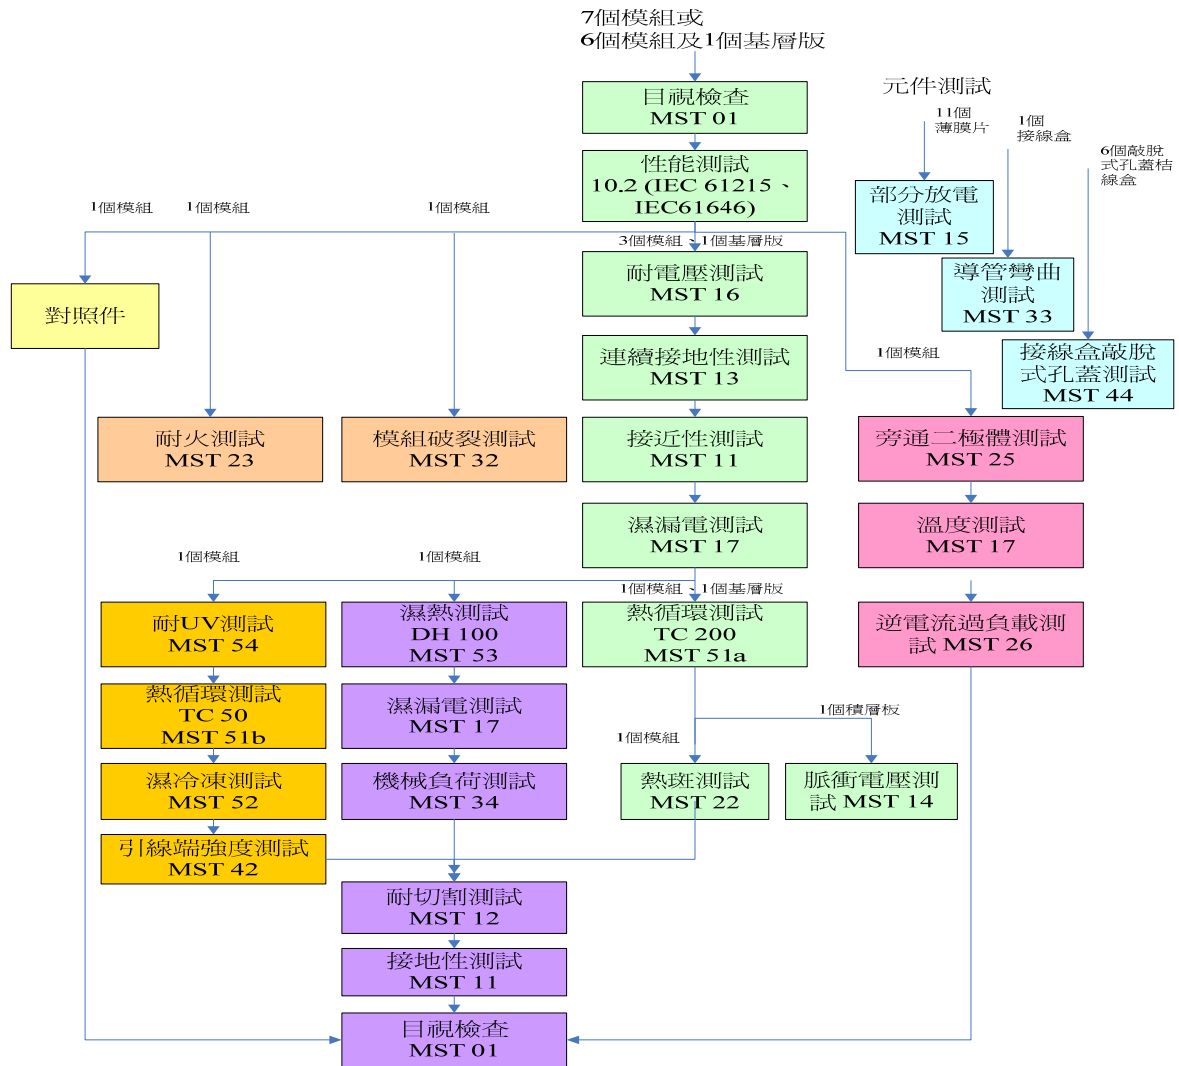 7個模組或
6個模組及1個基層版
目視檢查
MST 01
性能測試
10.2 (IEC 61215、
IEC61646)
元件測試
11個
薄膜片
1個
接線盒
6個敲脫
式孔蓋桔
線盒
部分放電
測試
MST 15
導管彎曲
測試
MST 33
接線盒敲脫
式孔蓋測試
MST 44
1個模組
1個模組
1個模組
3個模組、1個基層版
1個模組
對照件
耐電壓測試
MST 16
連續接地性測試
MST 13
耐火測試
MST 23
模組破裂測試
MST 32
接近性測試
MST 11
旁通二極體測試
MST 25
濕漏電測試
MST 17
溫度測試
MST 17
1個模組
1個模組
1個模組、1個基層版
耐UV測試
MST 54
濕熱測試
DH 100
MST 53
熱循環測試
TC 200
MST 51a
逆電流過負載測
試 MST 26
熱循環測試
TC 50
MST 51b
濕漏電測試
MST 17
1個模組
1個積層板
濕冷凍測試
MST 52
機械負荷測試
MST 34
熱斑測試
MST 22
脈衝電壓測
試 MST 14
引線端強度測試
MST 42
耐切割測試
MST 12
接地性測試
MST 11
目視檢查
MST 01